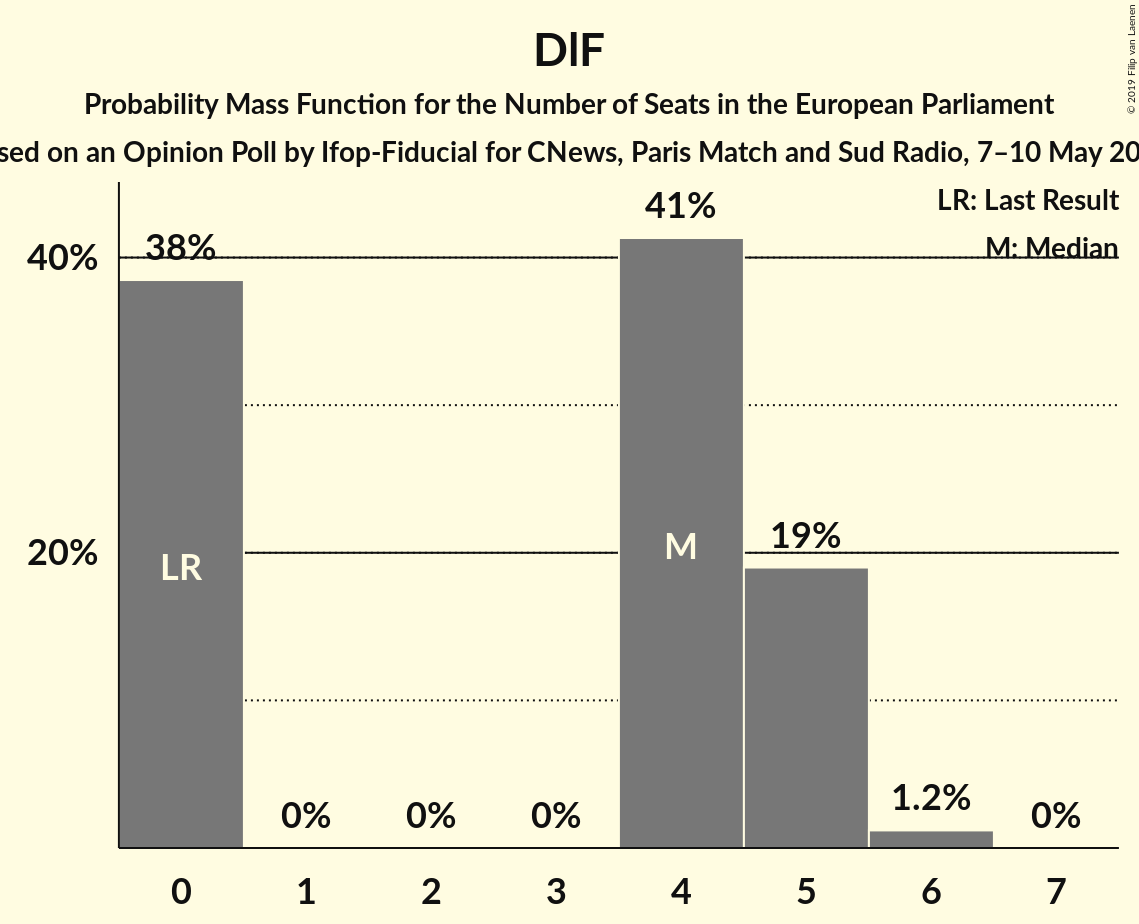 DlF
Probability Mass Function for the Number of Seats in the European Parliament
sed on an Opinion Poll by Ifop-Fiducial for CNews, Paris Match and Sud Radio, 7–10 May 20
© 2019 Filip van Laenen
LR: Last Result
M: Median
40%
20%
38%
LR
0%
0%
0%
41%
M
19%
1.2%
0%
0 1 2 3 4 5 6 7